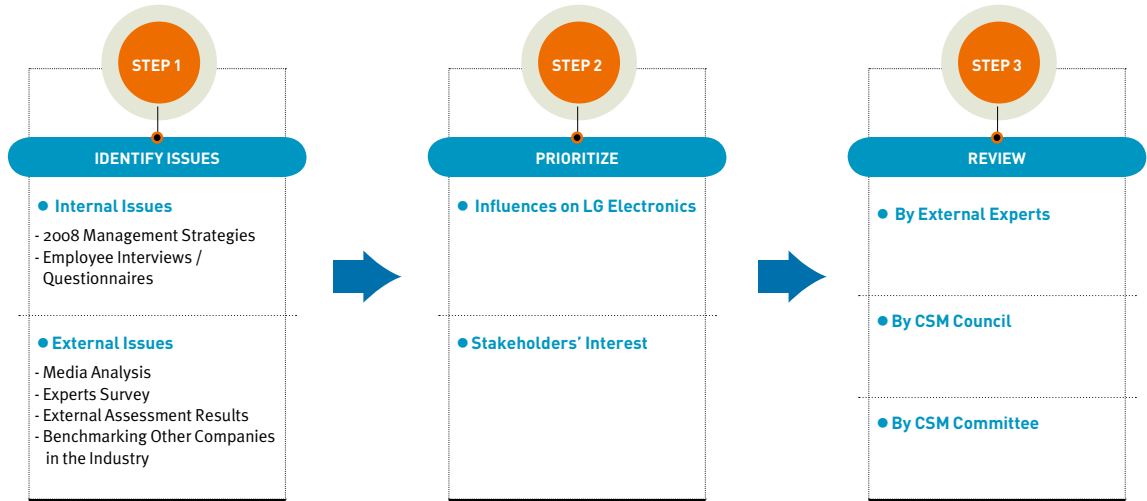 STEP 1
IDENTIFY ISSUES
● Internal Issues
- 2008 Management Strategies
- Employee Interviews /
Questionnaires
● External Issues
- Media Analysis
- Experts Survey
- External Assessment Results
- Benchmarking Other Companies
in the Industry
STEP 2
PRIORITIZE
● Influences on LG Electronics
● Stakeholders’ Interest
STEP 3
REVIEW
● By External Experts
● By CSM Council
● By CSM Committee